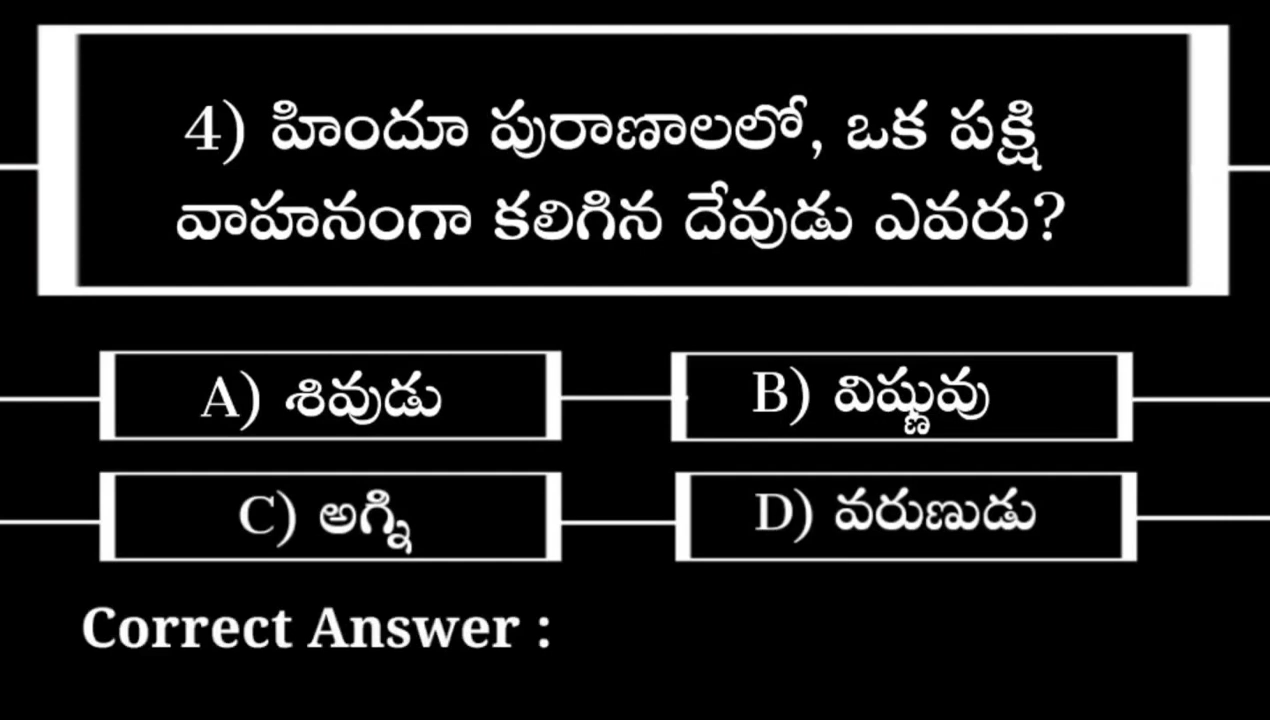 4) హిందూ పురాణాలలో, ఒక పక్షి
వాహనంగా కలిగిన దేవుడు ఎవరు?
A) శివుడు
B) విష్ణువు
C) అగ్ని
D) వరుణుడు
Correct Answer :